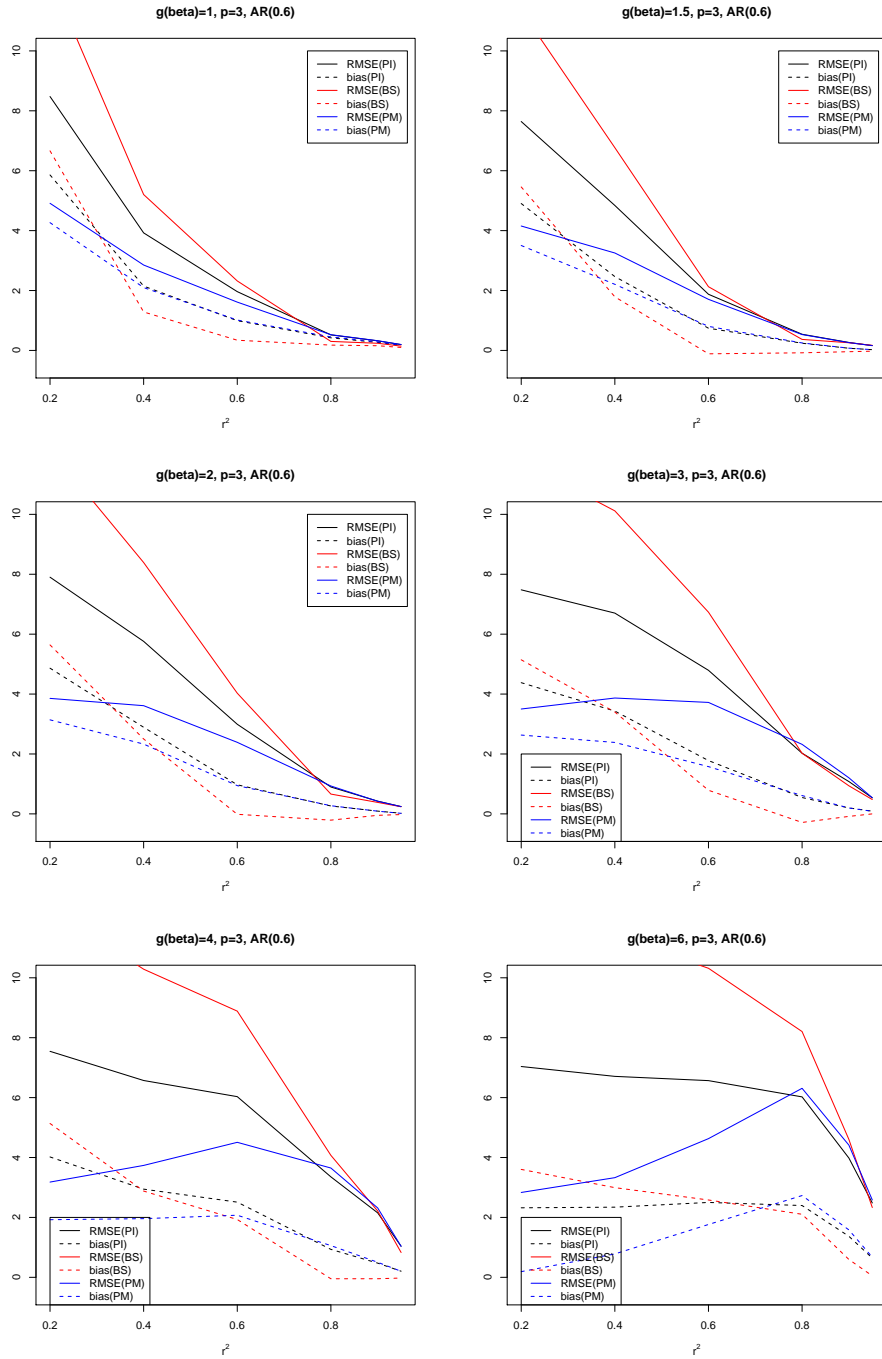 g(beta)=1, p=3, AR(0.6)
10
8
6
4
2
0
RMSE(PI)
bias(PI)
RMSE(BS)
bias(BS)
RMSE(PM)
bias(PM)
0.2 0.4 0.6 0.8
r²
g(beta)=1.5, p=3, AR(0.6)
10
8
6
4
2
0
RMSE(PI)
bias(PI)
RMSE(BS)
bias(BS)
RMSE(PM)
bias(PM)
0.2 0.4 0.6 0.8
r²
g(beta)=2, p=3, AR(0.6)
10
8
6
4
2
0
RMSE(PI)
bias(PI)
RMSE(BS)
bias(BS)
RMSE(PM)
bias(PM)
0.2 0.4 0.6 0.8
r²
g(beta)=3, p=3, AR(0.6)
10
8
6
4
2
0
RMSE(PI)
bias(PI)
RMSE(BS)
bias(BS)
RMSE(PM)
bias(PM)
0.2 0.4 0.6 0.8
r²
g(beta)=4, p=3, AR(0.6)
10
8
6
4
2
0
RMSE(PI)
bias(PI)
RMSE(BS)
bias(BS)
RMSE(PM)
bias(PM)
0.2 0.4 0.6 0.8
r²
g(beta)=6, p=3, AR(0.6)
10
8
6
4
2
0
RMSE(PI)
bias(PI)
RMSE(BS)
bias(BS)
RMSE(PM)
bias(PM)
0.2 0.4 0.6 0.8
r²